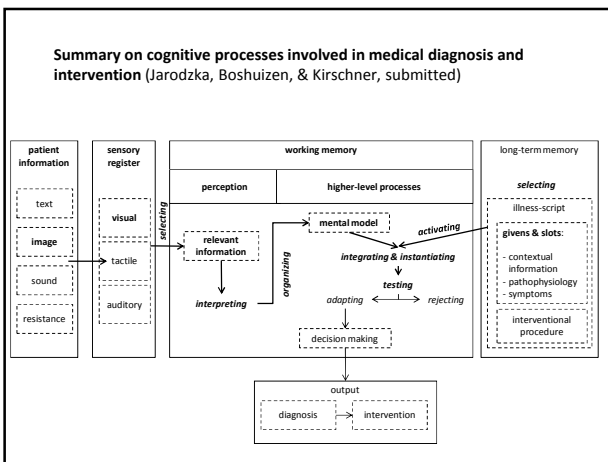 Summary on cognitive processes involved in medical diagnosis and
intervention (Jarodzka, Boshuizen, & Kirschner, submitted)
patient
information
text
image
sound
resistance
sensory
register
visual
tactile
auditory
selecting
working memory
perception
higher-level processes
relevant
information
interpreting
organizing
mental model
activating
integrating & instantiating
testing
adapting
rejecting
decision making
long-term memory
selecting
illness-script
givens & slots:
- contextual
information
- pathophysiology
- symptoms
interventional
procedure
output
diagnosis
intervention